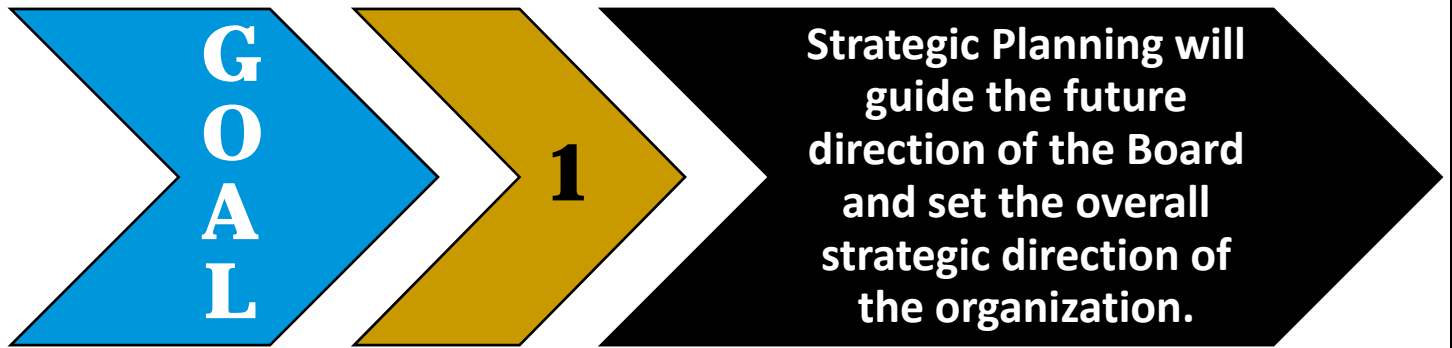 GOAL
1
Strategic Planning will
guide the future
direction of the Board
and set the overall
strategic direction of
the organization.